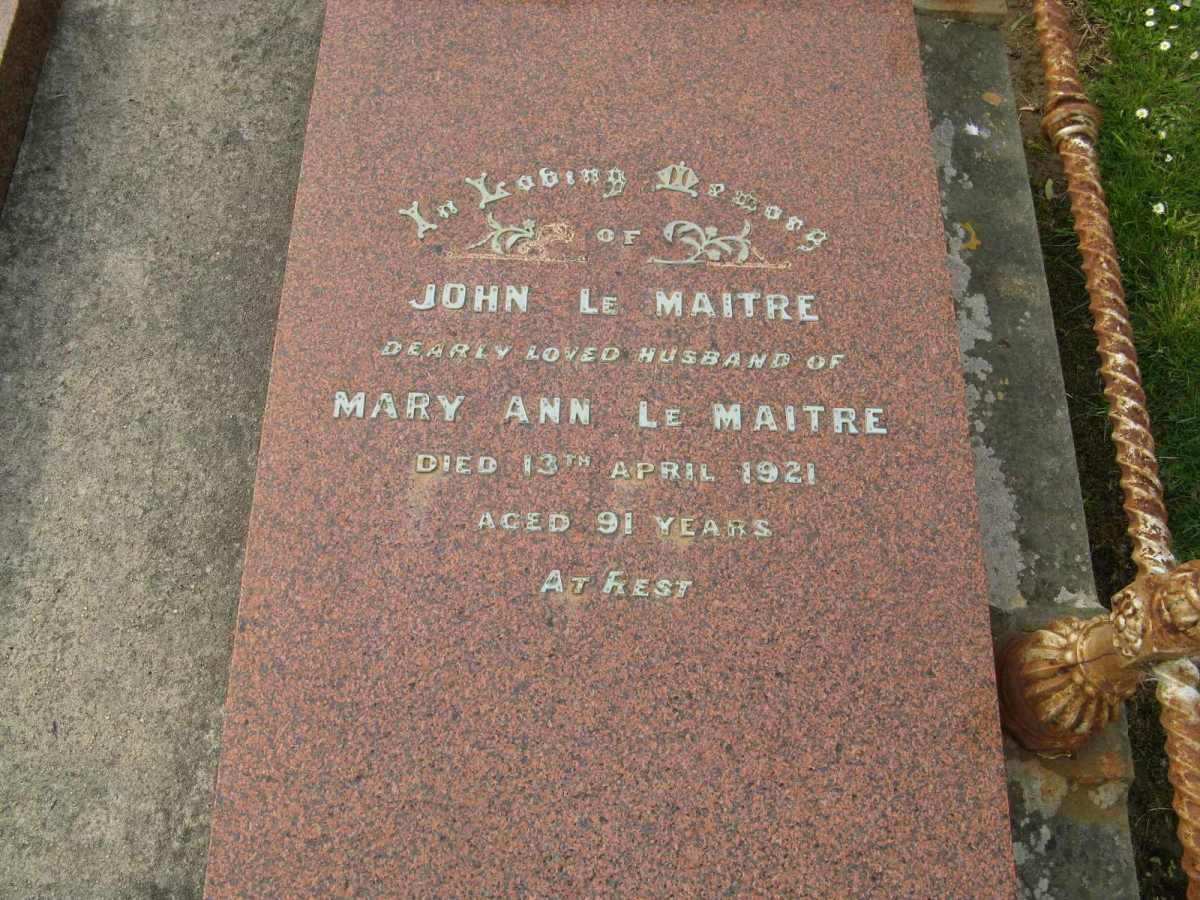 In Loving Memory
OF
JOHN LE MAITRE
DEARLY LOVED HUSBAND OF
MARY ANN LE MAITRE
DIED 13TH APRIL 1921
AGED 91 YEARS
AT REST